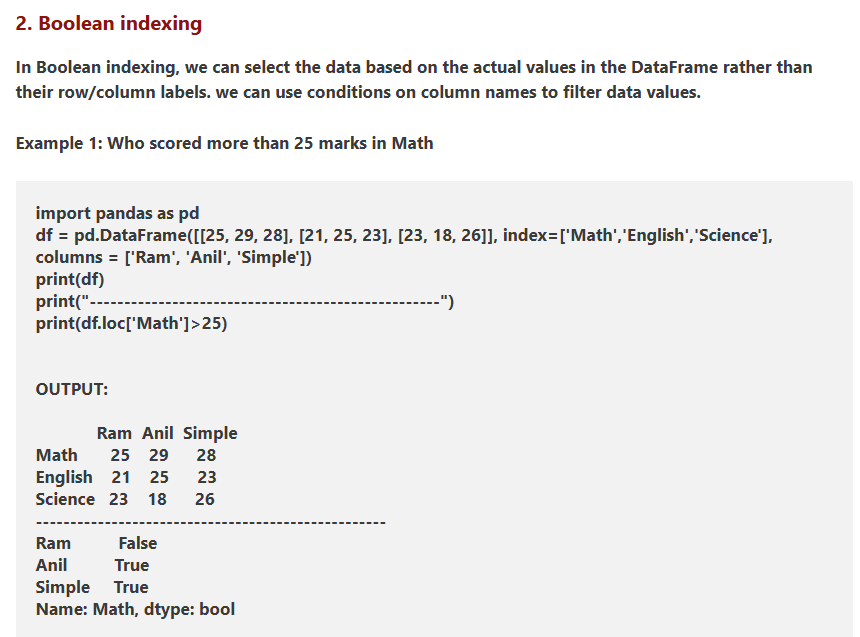 2. Boolean indexing
In Boolean indexing, we can select the data based on the actual values in the DataFrame rather than
their row/column labels. we can use conditions on column names to filter data values.
Example 1: Who scored more than 25 marks in Math
import pandas as pd
df = pd.DataFrame([[25, 29, 28], [21, 25, 23], [23, 18, 26]], index=['Math','English','Science'],
columns = ['Ram', 'Anil', 'Simple'])
print(df)
print("---------------------------------------------------")
print(df.loc['Math']>25)
OUTPUT:
Ram Anil Simple
Math 25 29 28
English 21 25 23
Science 23 18 26
---------------------------------------------------
Ram False
Anil True
Simple True
Name: Math, dtype: bool